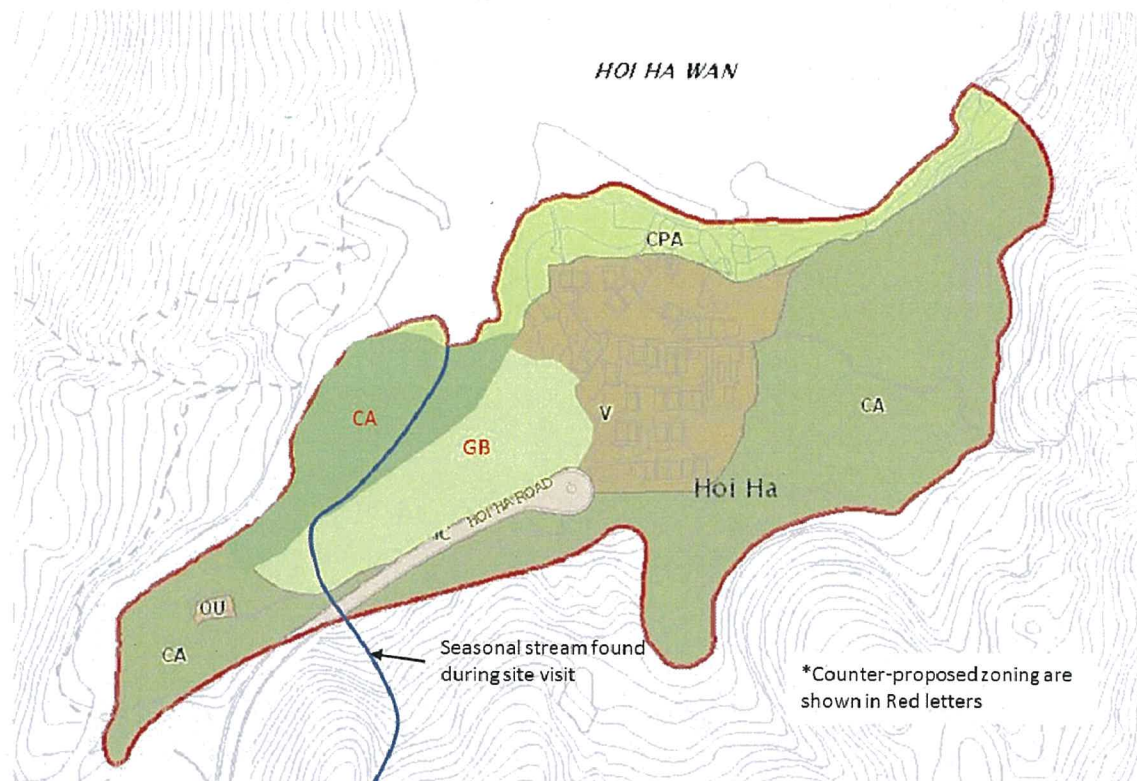 HOI HA WAN
CPA
CA
CA
V
GB
HOI HA ROAD
Hoi Ha
OU
CA
Seasonal stream found
during site visit
*Counter-proposed zoning are
shown in Red letters